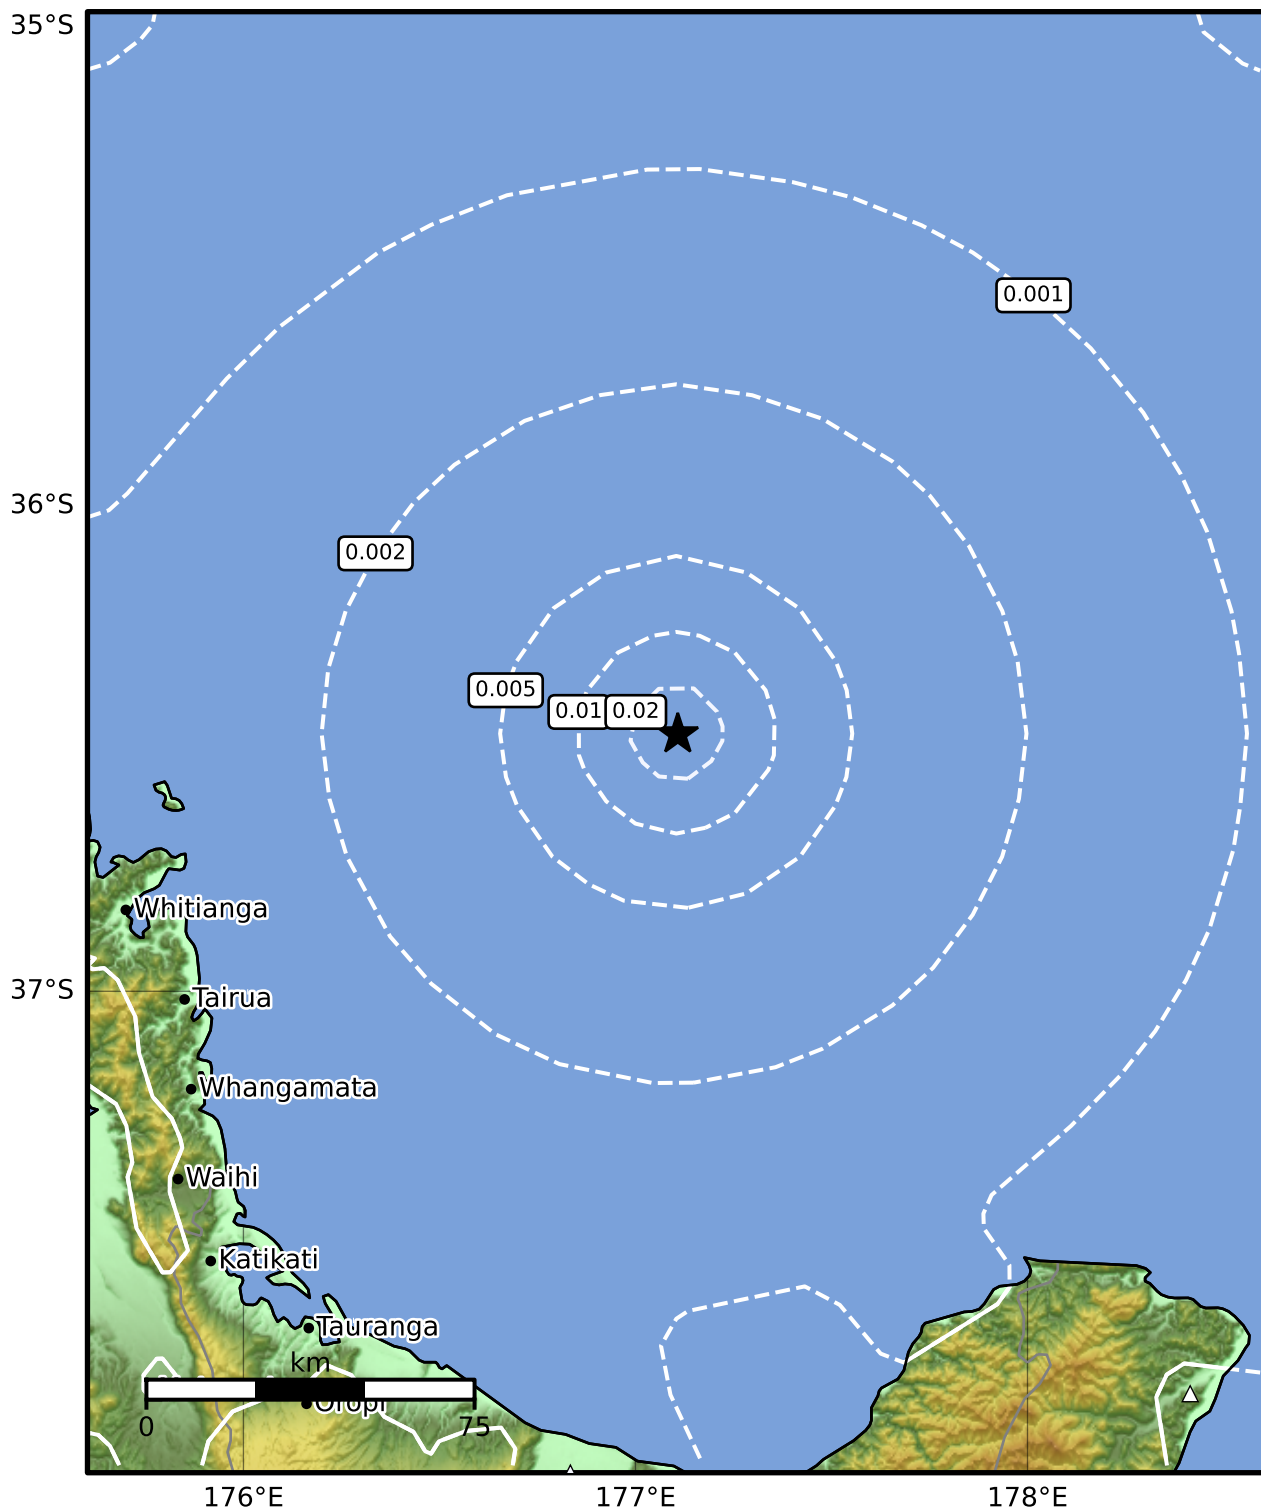 35°S
0.001
36°S
0.002
0.005
0.01
0.02
Whitianga
37°S
Tairua
Whangamata
Waihi
Katikati
Tauranga
km
Oropi
0
75
176°E
177°E
178°E